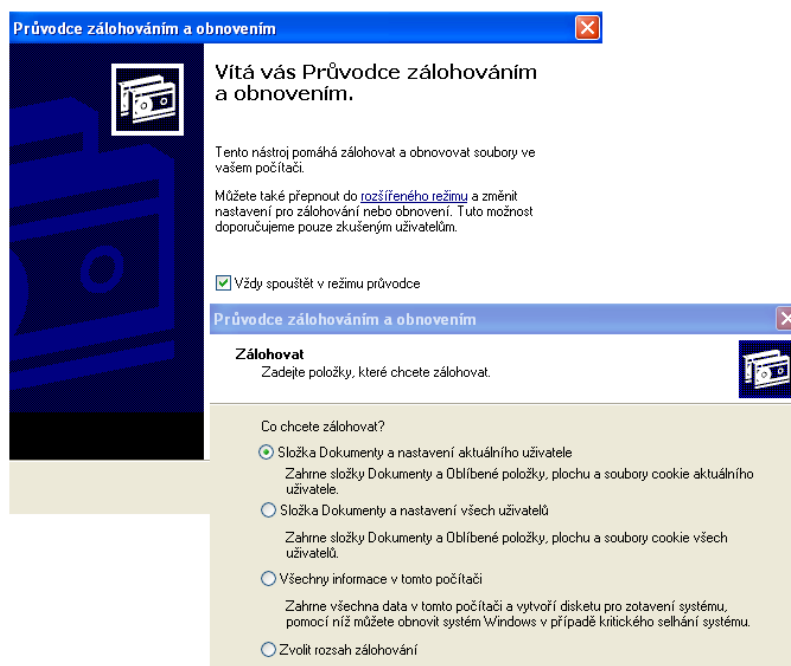 Průvodce zálohováním a obnovením
Vítá vás Průvodce zálohováním
a obnovením.
Tento nástroj pomáhá zálohovat a obnovovat soubory ve
vašem počítači.
Můžete také přepnout do rozšířeného režimu a změnit
nastavení pro zálohování nebo obnovení. Tuto možnost
doporučujeme pouze zkušeným uživatelům.
Vždy spouštět v režimu průvodce
Průvodce zálohováním a obnovením
Zálohovat
Zadejte položky, které chcete zálohovat.
Co chcete zálohovat?
Složka Dokumenty a nastavení aktuálního uživatele
Zahrne složky Dokumenty a Oblíbené položky, plochu a soubory cookie aktuálního
uživatele.
Složka Dokumenty a nastavení všech uživatelů
Zahrne složky Dokumenty a Oblíbené položky, plochu a soubory cookie všech
uživatelů.
Všechny informace v tomto počítači
Zahrne všechna data v tomto počítači a vytvoří disketu pro zotavení systému,
pomocí níž můžete obnovit systém Windows v případě kritického selhání systému.
Zvolit rozsah zálohování